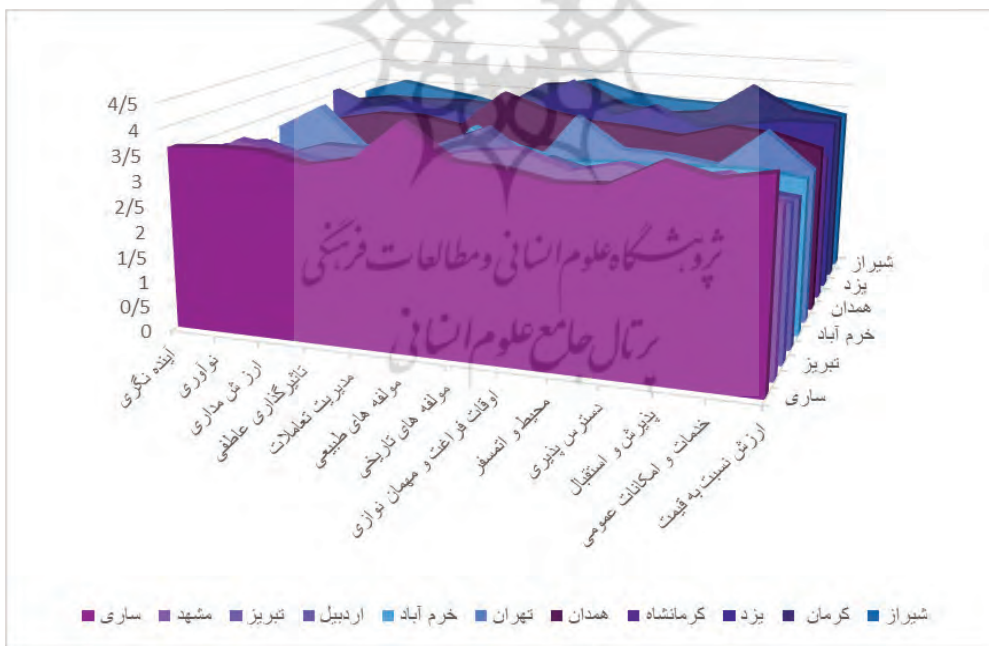 4/5
4
3/5
3
2/5
2
1/5
1
0/5
0
آینده نگری
نوآوری
ارز ش مداری
تاثیرگذاری عاطفی
مدیریت تعاملات
مولفه های طبیعی
مولفه های تاریخی
اوقات فراغت و مهمان نوازی
محیط و اتمسفر
دسترس پذیری
پذیرش و استقبال
خدمات و امکانات عمومی
ارزش نسبت به قیمت
شیراز
یزد
همدان
خرم آباد
تبریز
ساری
پژوهشگاه علوم انسانی و مطالعات فرهنگی
پرتال جامع علوم انسانی
ساری مشهد تبریز اردبیل خرم آباد تهران همدان کرمانشاه یزد کرمان شیراز